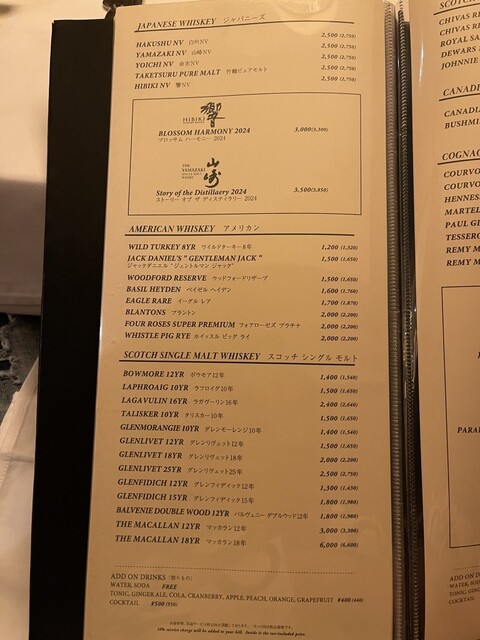 JAPANESE WHISKEY ジャパニーズ
HAKUSHU NV 白州NV 2,500 (2,750)
YAMAZAKI NV 山崎NV 2,500 (2,750)
YOICHI NV 余市NV 2,500 (2,750)
TAKETSURU PURE MALT 竹鶴ピュアモルト 2,500 (2,750)
HIBIKI NV 響NV 2,500 (2,750)
HIBIKI 響
BLOSSOM HARMONY 2024 3,000(3,300)
ブロッサム ハーモニー 2024
THE YAMAZAKI SINGLE MALT WHISKY 山崎
Story of the Distillaery 2024 3,500(3,850)
ストーリー オブ ザ ディスティラリー 2024
AMERICAN WHISKEY アメリカン
WILD TURKEY 8YR ワイルドターキー8年 1,200 (1,320)
JACK DANIEL'S "GENTLEMAN JACK" 1,500 (1,650)
ジャックダニエル "ジェントルマン ジャック"
WOODFORD RESERVE ウッドフォードリザーブ 1,500 (1,650)
BASIL HEYDEN ベイゼル ヘイデン 1,600 (1,760)
EAGLE RARE イーグル レア 1,700 (1,870)
BLANTONS ブラントン 2,000 (2,200)
FOUR ROSES SUPER PREMIUM フォアローゼズ プラチナ 2,000 (2,200)
WHISTLE PIG RYE ホイッスル ピッグ ライ 2,000 (2,200)
SCOTCH SINGLE MALT WHISKEY スコッチ シングル モルト
BOWMORE 12YR ボウモア12年 1,400 (1,540)
LAPHROAIG 10YR ラフロイグ10年 1,500 (1,650)
LAGAVULIN 16YR ラガヴーリン16年 2,400 (2,640)
TALISKER 10YR タリスカー10年 1,500 (1,650)
GLENMORANGIE 10YR グレンモーレンジ10年 1,400 (1,540)
GLENLIVET 12YR グレンリヴェット12年 1,500 (1,650)
GLENLIVET 18YR グレンリヴェット18年 2,000 (2,200)
GLENLIVET 25YR グレンリヴェット25年 2,500 (2,750)
GLENFIDICH 12YR グレンフィディック12年 1,300 (1,430)
GLENFIDICH 15YR グレンフィディック15年 1,800 (1,980)
BALVENIE DOUBLE WOOD 12YR バルヴェニー ダブルウッド12年 1,800 (1,980)
THE MACALLAN 12YR マッカラン12年 3,000 (3,300)
THE MACALLAN 18YR マッカラン18年 6,000 (6,600)
ADD ON DRINKS (割りもの)
WATER, SODA FREE
TONIC, GINGER ALE, COLA, CRANBERRY, APPLE, PEACH, ORANGE, GRAPEFRUIT ¥400 (440)
COCKTAIL ¥500 (550)
10% service charge will be added to your bill. Inside is the tax-included price.
SCOTC
CHIVAS R
CHIVAS RE
ROYAL SA
DEWARS
JOHNNIE
CANADI
CANADIA
BUSHMI
COGNAC
COURVO
COURVO
HENNES
MARTEL
PAUL GI
TESSERO
REMY M
REMY M
PARA
ADD ON
WATER, SO
TONIC, GI
COCKTAI